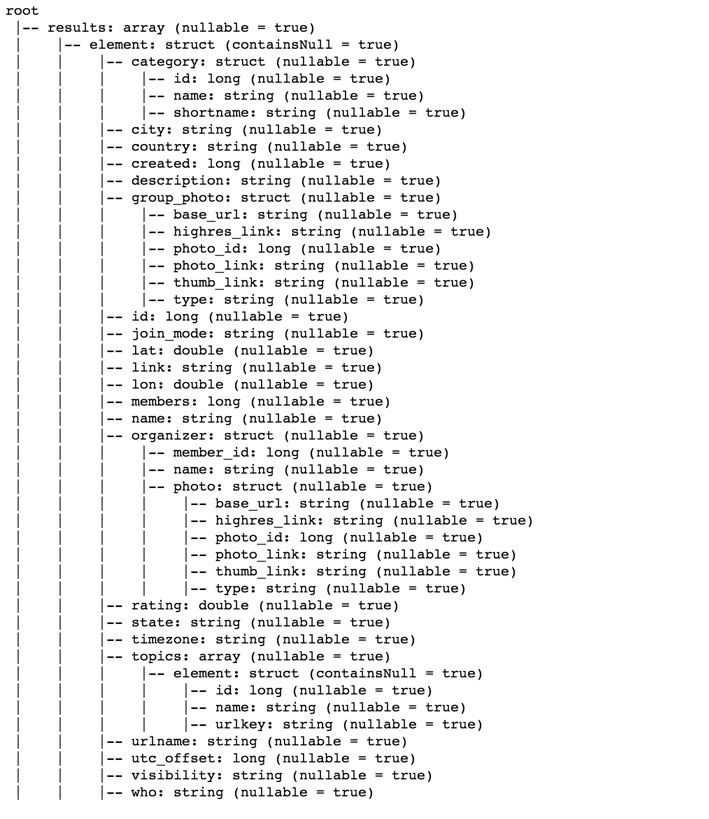 root
 |-- results: array (nullable = true)
 |    |-- element: struct (containsNull = true)
 |    |    |-- category: struct (nullable = true)
 |    |    |    |-- id: long (nullable = true)
 |    |    |    |-- name: string (nullable = true)
 |    |    |    |-- shortname: string (nullable = true)
 |    |    |-- city: string (nullable = true)
 |    |    |-- country: string (nullable = true)
 |    |    |-- created: long (nullable = true)
 |    |    |-- description: string (nullable = true)
 |    |    |-- group_photo: struct (nullable = true)
 |    |    |    |-- base_url: string (nullable = true)
 |    |    |    |-- highres_link: string (nullable = true)
 |    |    |    |-- photo_id: long (nullable = true)
 |    |    |    |-- photo_link: string (nullable = true)
 |    |    |    |-- thumb_link: string (nullable = true)
 |    |    |    |-- type: string (nullable = true)
 |    |    |-- id: long (nullable = true)
 |    |    |-- join_mode: string (nullable = true)
 |    |    |-- lat: double (nullable = true)
 |    |    |-- link: string (nullable = true)
 |    |    |-- lon: double (nullable = true)
 |    |    |-- members: long (nullable = true)
 |    |    |-- name: string (nullable = true)
 |    |    |-- organizer: struct (nullable = true)
 |    |    |    |-- member_id: long (nullable = true)
 |    |    |    |-- name: string (nullable = true)
 |    |    |    |-- photo: struct (nullable = true)
 |    |    |    |    |-- base_url: string (nullable = true)
 |    |    |    |    |-- highres_link: string (nullable = true)
 |    |    |    |    |-- photo_id: long (nullable = true)
 |    |    |    |    |-- photo_link: string (nullable = true)
 |    |    |    |    |-- thumb_link: string (nullable = true)
 |    |    |    |    |-- type: string (nullable = true)
 |    |    |-- rating: double (nullable = true)
 |    |    |-- state: string (nullable = true)
 |    |    |-- timezone: string (nullable = true)
 |    |    |-- topics: array (nullable = true)
 |    |    |    |-- element: struct (containsNull = true)
 |    |    |    |    |-- id: long (nullable = true)
 |    |    |    |    |-- name: string (nullable = true)
 |    |    |    |    |-- urlkey: string (nullable = true)
 |    |    |-- urlname: string (nullable = true)
 |    |    |-- utc_offset: long (nullable = true)
 |    |    |-- visibility: string (nullable = true)
 |    |    |-- who: string (nullable = true)